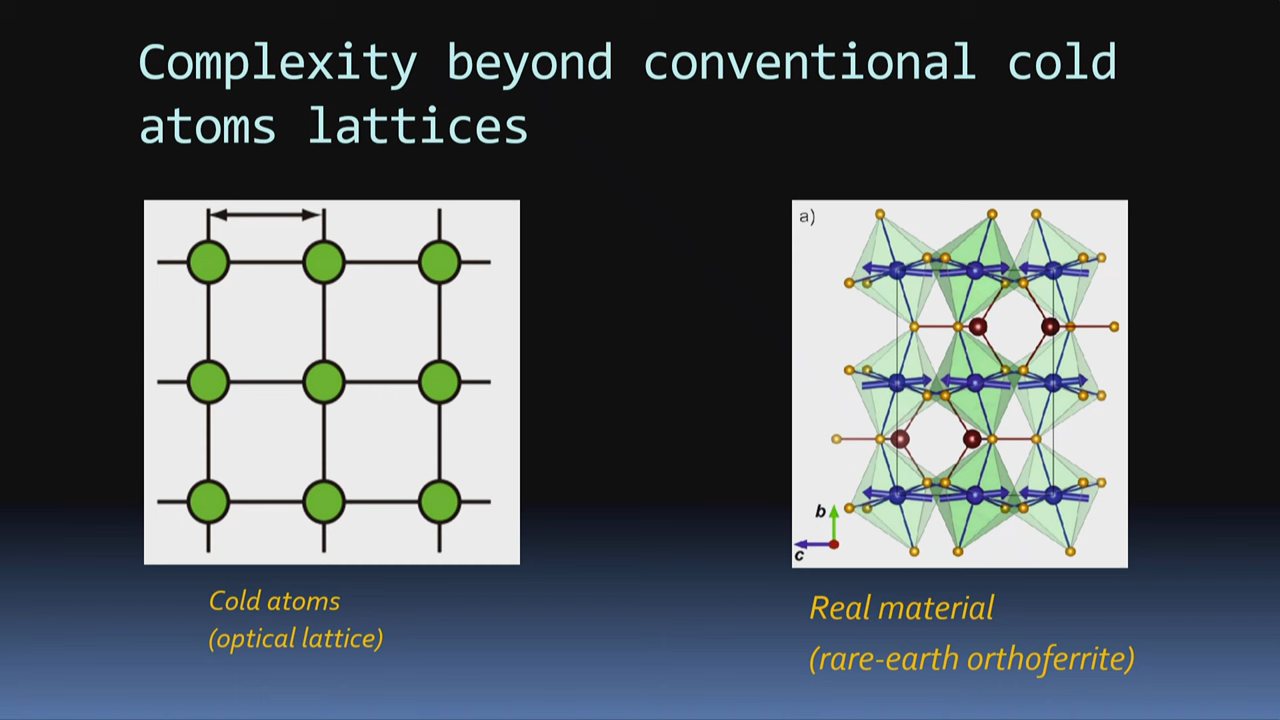 Complexity beyond conventional cold
atoms lattices
a)
b
c
Cold atoms
(optical lattice)
Real material
(rare-earth orthoferrite)